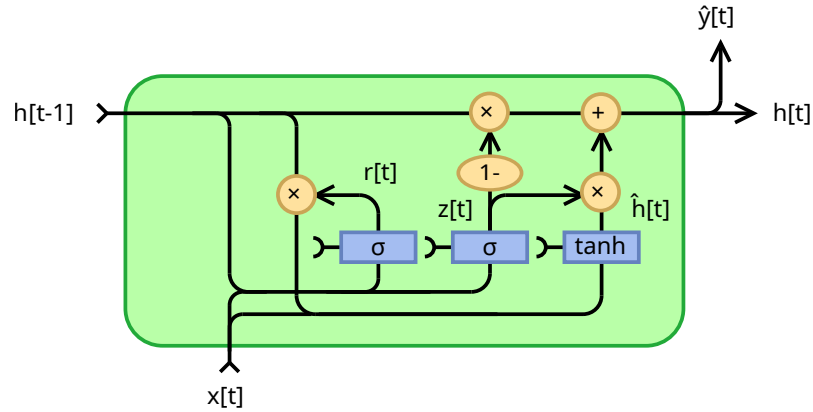 ŷ[t]
h[t-1]
×
+
h[t]
r[t]
1-
×
×
z[t]
ĥ[t]
σ
σ
tanh
x[t]